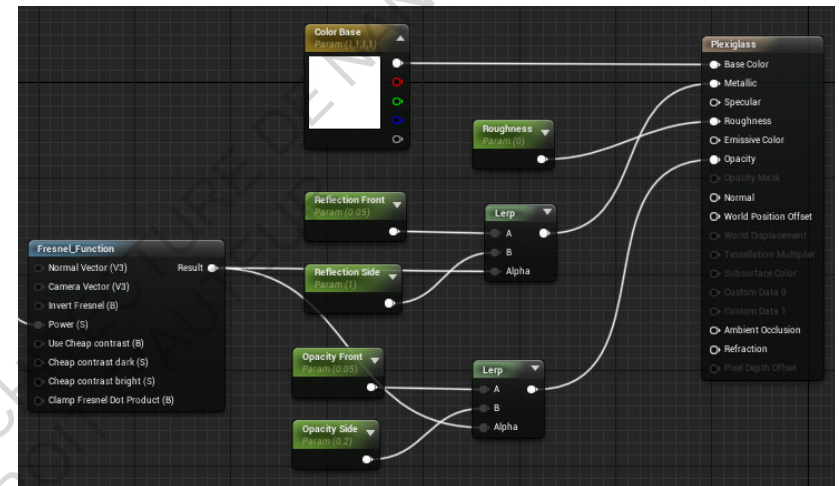 Color Base
Param (1,1,1,1)
Plexiglass
Base Color
Metallic
Specular
Roughness
Emissive Color
Opacity
Opacity Mask
Normal
World Position Offset
World Displacement
Tessellation Multiplier
Subsurface Color
Custom Data 0
Custom Data 1
Ambient Occlusion
Refraction
Pixel Depth Offset
Roughness
Param (0)
Reflection Front
Param (0.05)
Lerp
A
B
Alpha
Fresnel_Function
Normal Vector (V3) Result
Camera Vector (V3)
Invert Fresnel (B)
Power (S)
Use Cheap contrast (B)
Cheap contrast dark (S)
Cheap contrast bright (S)
Clamp Fresnel Dot Product (B)
Reflection Side
Param (1)
Opacity Front
Param (0.05)
Lerp
A
B
Alpha
Opacity Side
Param (0.2)